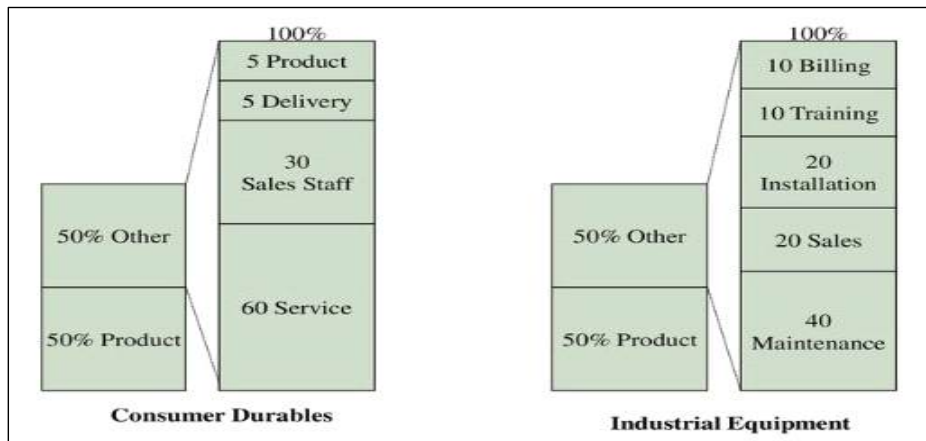 100%
5 Product
5 Delivery
30
Sales Staff
60 Service
50% Other
50% Product
Consumer Durables
100%
10 Billing
10 Training
20
Installation
20 Sales
40
Maintenance
50% Other
50% Product
Industrial Equipment